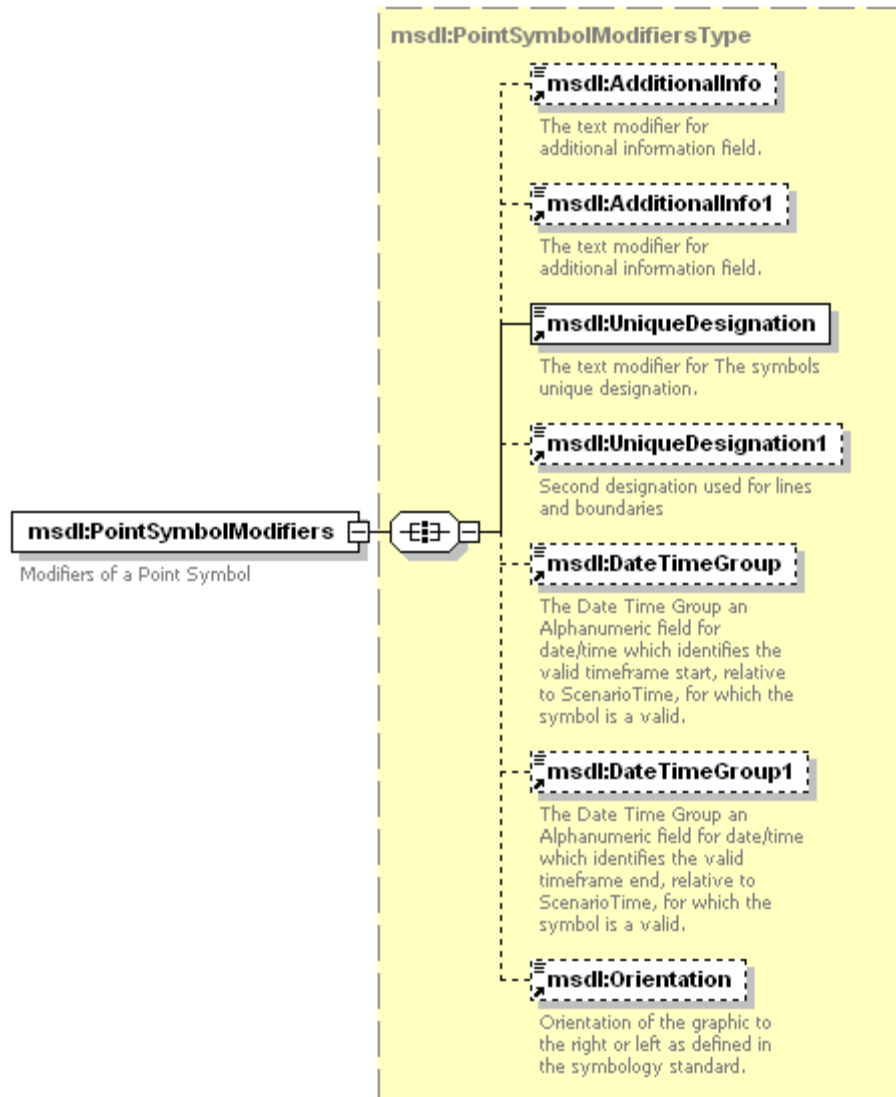 msdl:PointSymbolModifiersType
msdl:AdditionalInfo
The text modifier for
additional information field.
msdl:AdditionalInfo1
The text modifier for
additional information field.
msdl:UniqueDesignation
The text modifier for The symbols
unique designation.
msdl:UniqueDesignation1
Second designation used for lines
and boundaries
msdl:PointSymbolModifiers
Modifiers of a Point Symbol
msdl:DateTimeGroup
The Date Time Group an
Alphanumeric field for
date/time which identifies the
valid timeframe start, relative
to ScenarioTime, for which the
symbol is a valid.
msdl:DateTimeGroup1
The Date Time Group an
Alphanumeric field for date/time
which identifies the valid
timeframe end, relative to
ScenarioTime, for which the
symbol is a valid.
msdl:Orientation
Orientation of the graphic to
the right or left as defined in
the symbology standard.